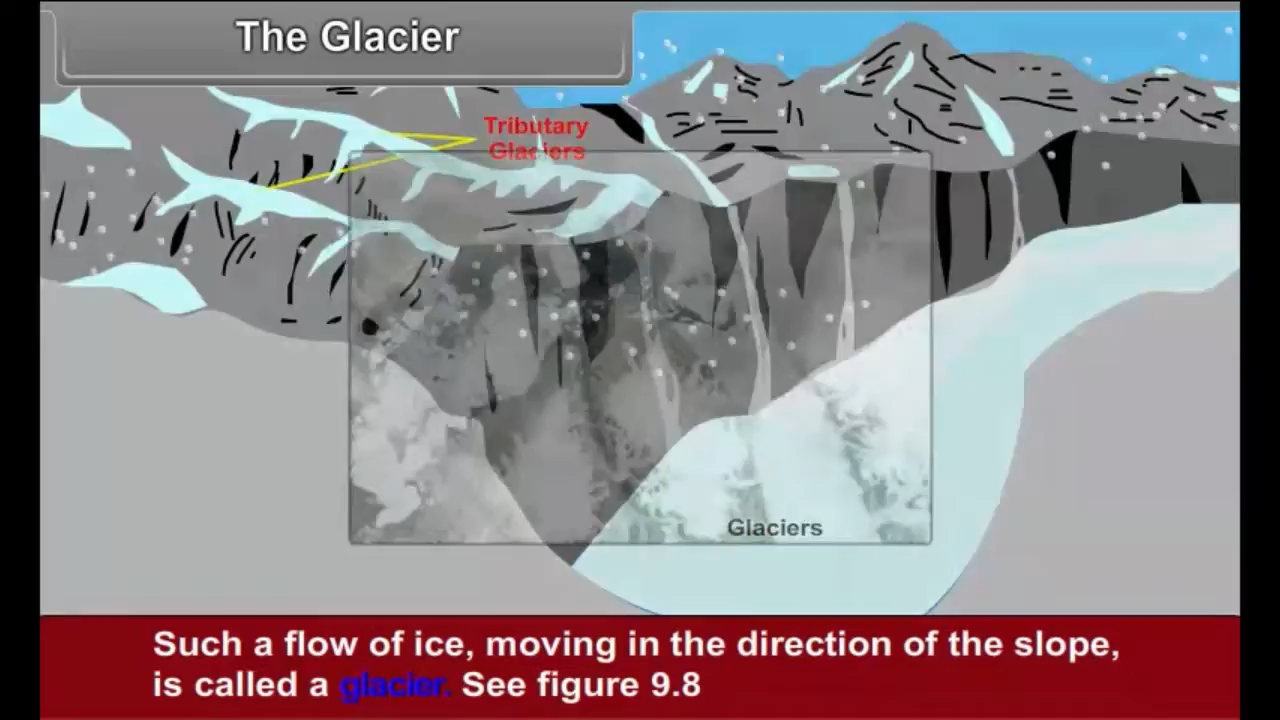 The Glacier
Tributary
Glaciers
Glaciers
Such a flow of ice, moving in the direction of the slope,
is called a glacier. See figure 9.8